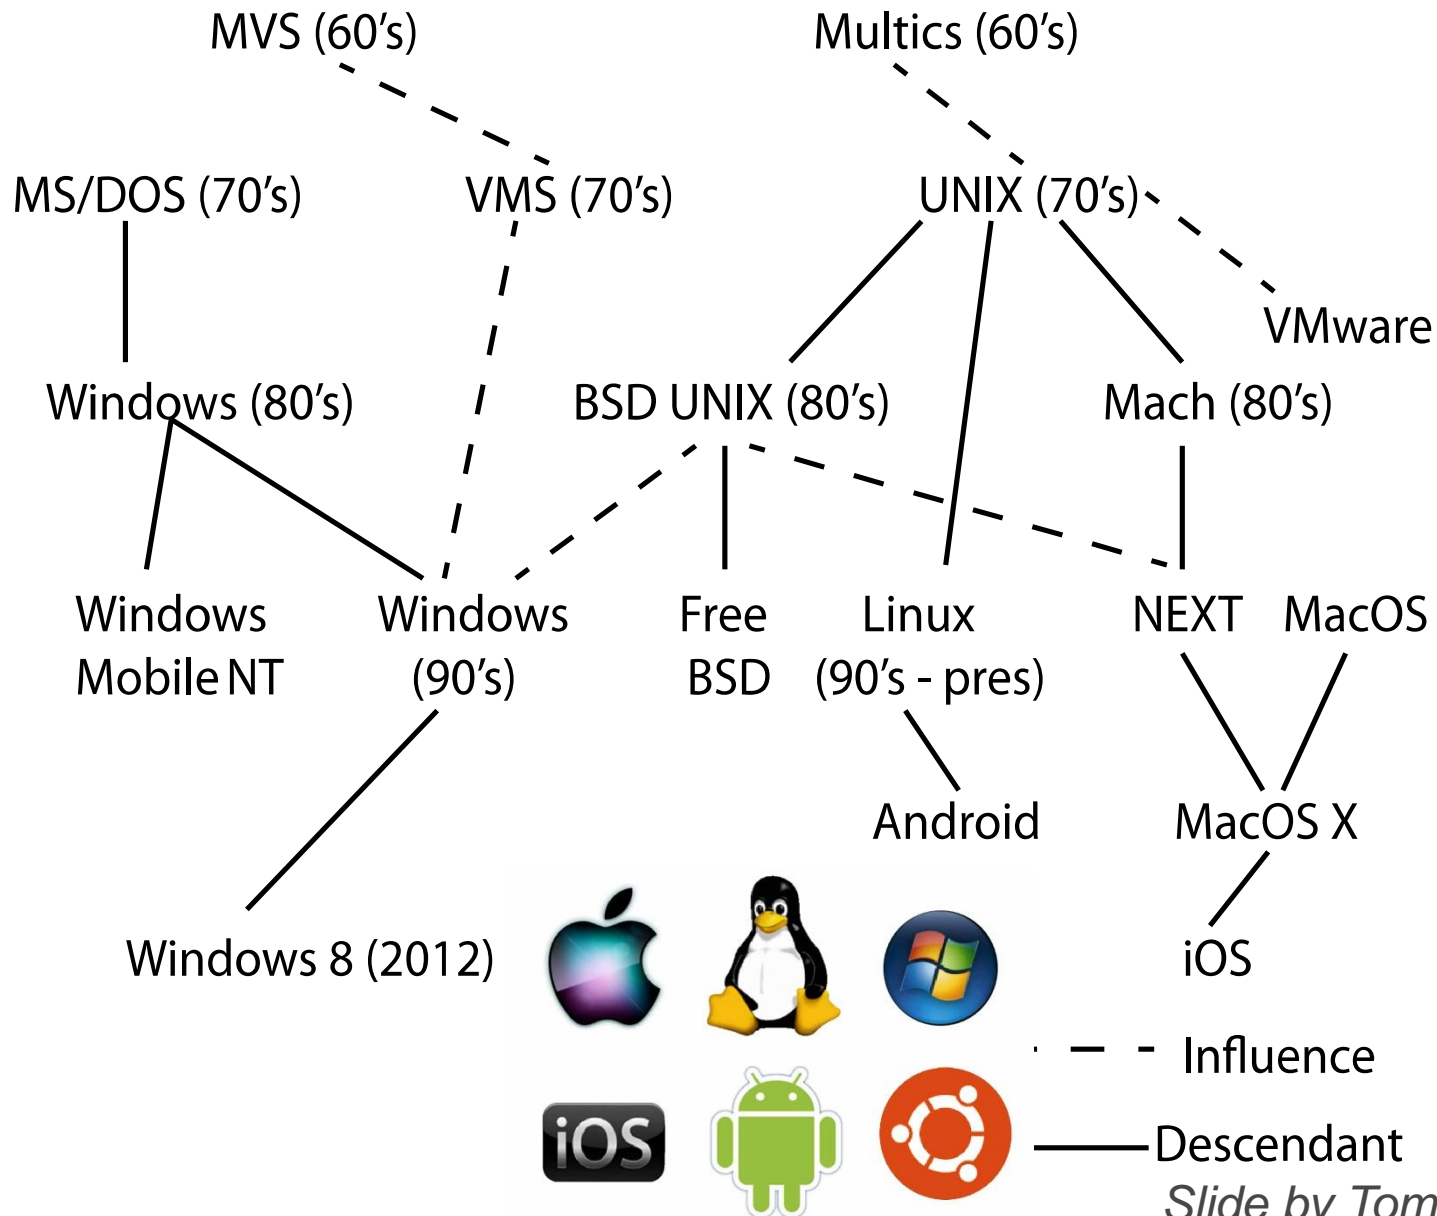 MVS (60’s)
Multics (60’s)
MS/DOS (70’s)
VMS (70’s)
UNIX (70’s)
VMware
Windows (80’s)
BSD UNIX (80’s)
Mach (80’s)
Windows
Mobile NT
Windows
(90’s)
Free
BSD
Linux
(90’s - pres)
NEXT
MacOS
Android
MacOS X
Windows 8 (2012)
iOS
Influence
iOS
Descendant
Slide by Tom